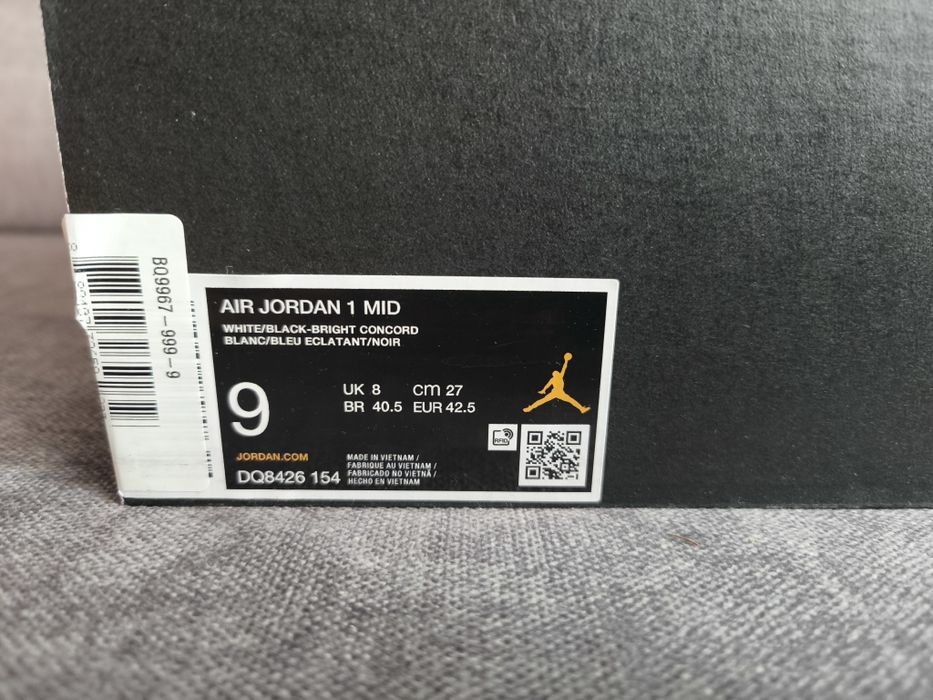 BQ9967-999-9
AIR JORDAN 1 MID
WHITE/BLACK-BRIGHT CONCORD
BLANC/BLEU ECLATANT/NOIR
9
UK 8 CM 27
BR 40.5 EUR 42.5
RFID
JORDAN.COM
DQ8426 154
MADE IN VIETNAM /
FABRIQUE AU VIETNAM /
FABRICADO NO VIETNÃ /
HECHO EN VIETNAM